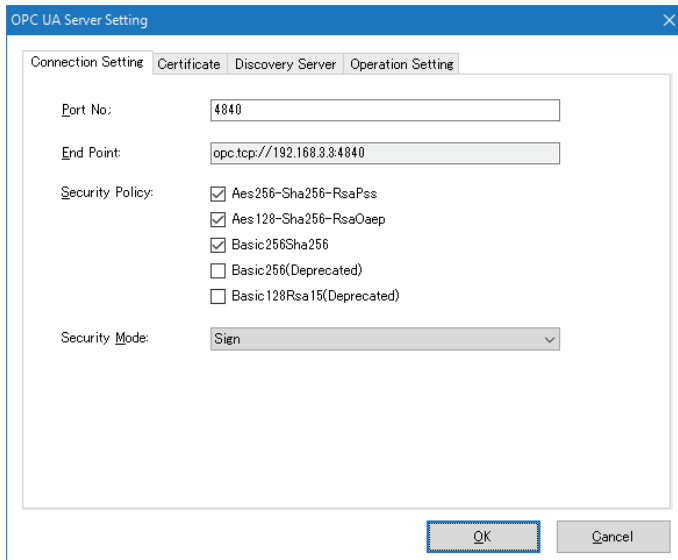 OPC UA Server Setting
Connection Setting Certificate Discovery Server Operation Setting
Port No.: 4840
End Point: opc.tcp://192.168.3.3:4840
Security Policy: Aes256-Sha256-RsaPss
Aes128-Sha256-RsaOaep
Basic256Sha256
Basic256(Deprecated)
Basic128Rsa15(Deprecated)
Security Mode: Sign
OK Cancel